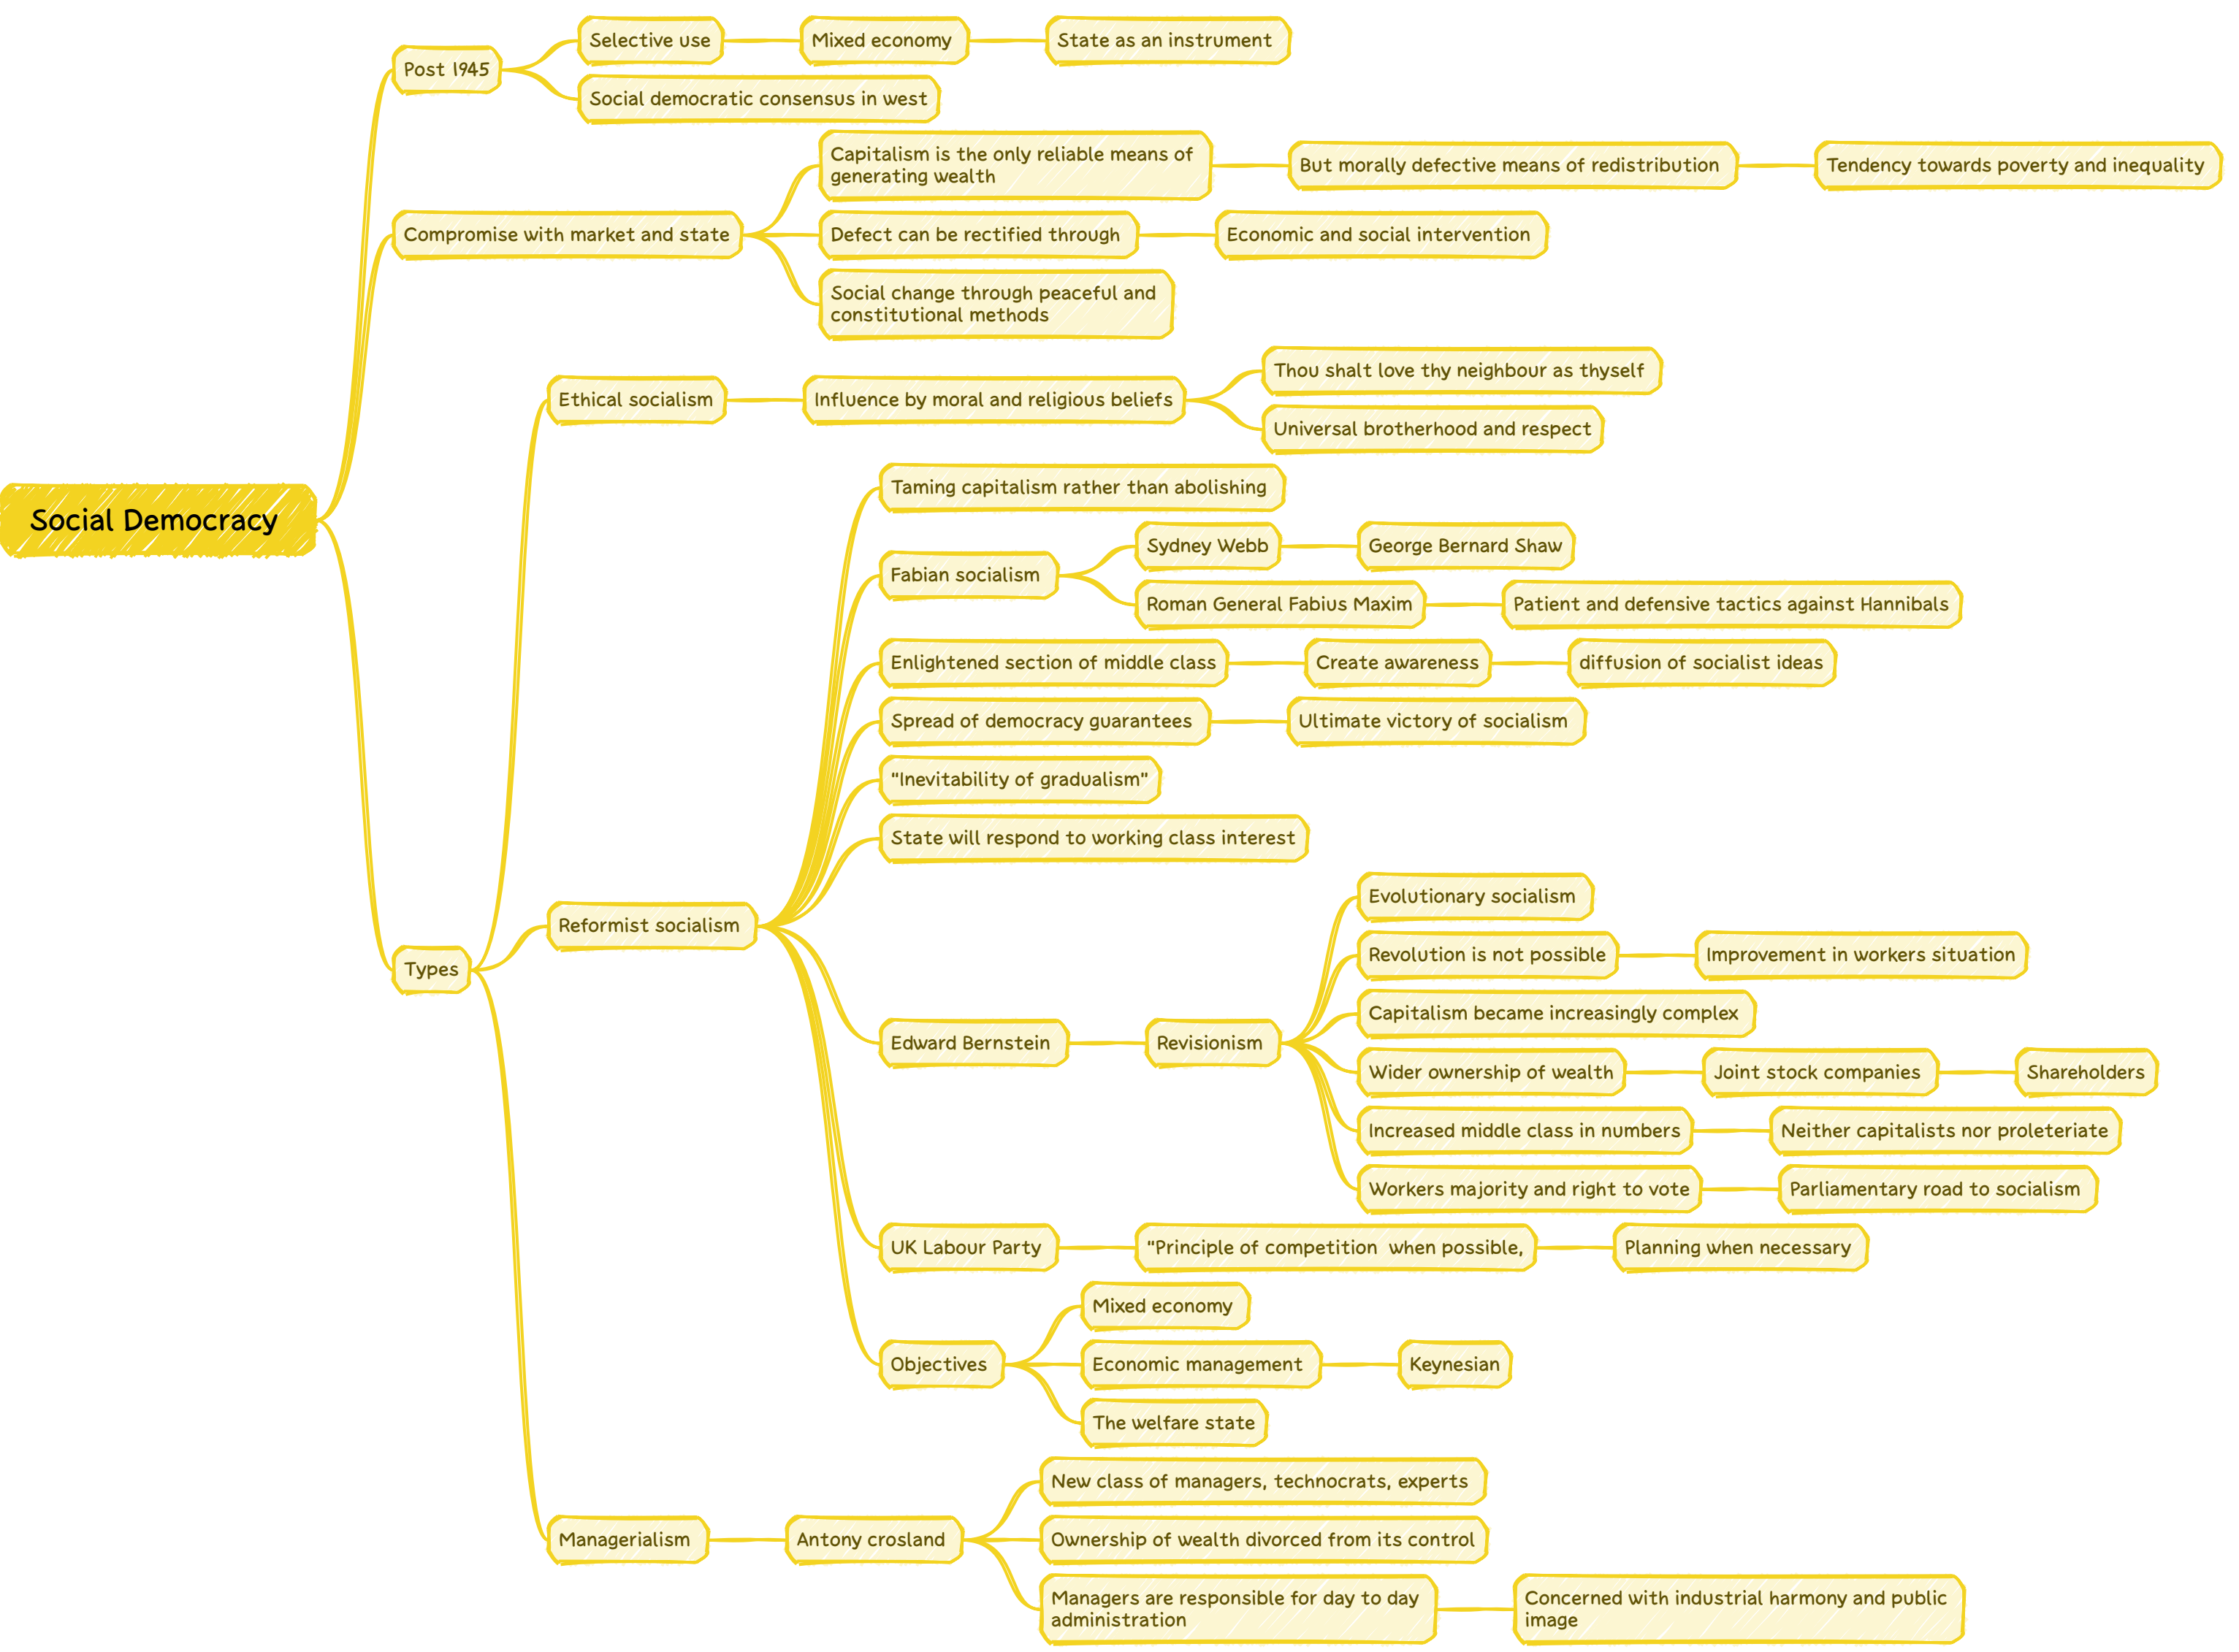 Social Democracy
Post 1945
Selective use
Mixed economy
State as an instrument
Social democratic consensus in west
Compromise with market and state
Capitalism is the only reliable means of
generating wealth
But morally defective means of redistribution
Tendency towards poverty and inequality
Defect can be rectified through
Economic and social intervention
Social change through peaceful and
constitutional methods
Types
Ethical socialism
Influence by moral and religious beliefs
Thou shalt love thy neighbour as thyself
Universal brotherhood and respect
Reformist socialism
Taming capitalism rather than abolishing
Fabian socialism
Sydney Webb
George Bernard Shaw
Roman General Fabius Maxim
Patient and defensive tactics against Hannibals
Enlightened section of middle class
Create awareness
diffusion of socialist ideas
Spread of democracy guarantees
Ultimate victory of socialism
"Inevitability of gradualism"
State will respond to working class interest
Edward Bernstein
Revisionism
Evolutionary socialism
Revolution is not possible
Improvement in workers situation
Capitalism became increasingly complex
Wider ownership of wealth
Joint stock companies
Shareholders
Increased middle class in numbers
Neither capitalists nor proleteriate
Workers majority and right to vote
Parliamentary road to socialism
UK Labour Party
"Principle of competition  when possible,
Planning when necessary
Objectives
Mixed economy
Economic management
Keynesian
The welfare state
Managerialism
Antony crosland
New class of managers, technocrats, experts
Ownership of wealth divorced from its control
Managers are responsible for day to day
administration
Concerned with industrial harmony and public
image